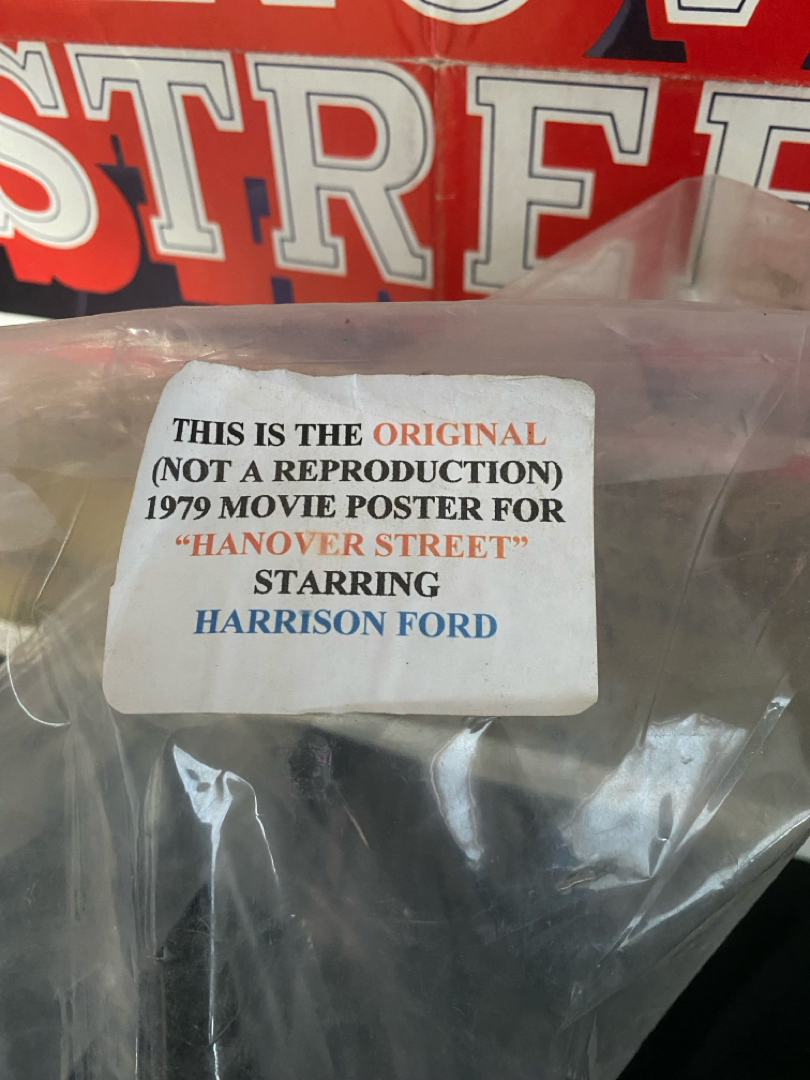 STREE
THIS IS THE ORIGINAL
(NOT A REPRODUCTION)
1979 MOVIE POSTER FOR
“HANOVER STREET”
STARRING
HARRISON FORD